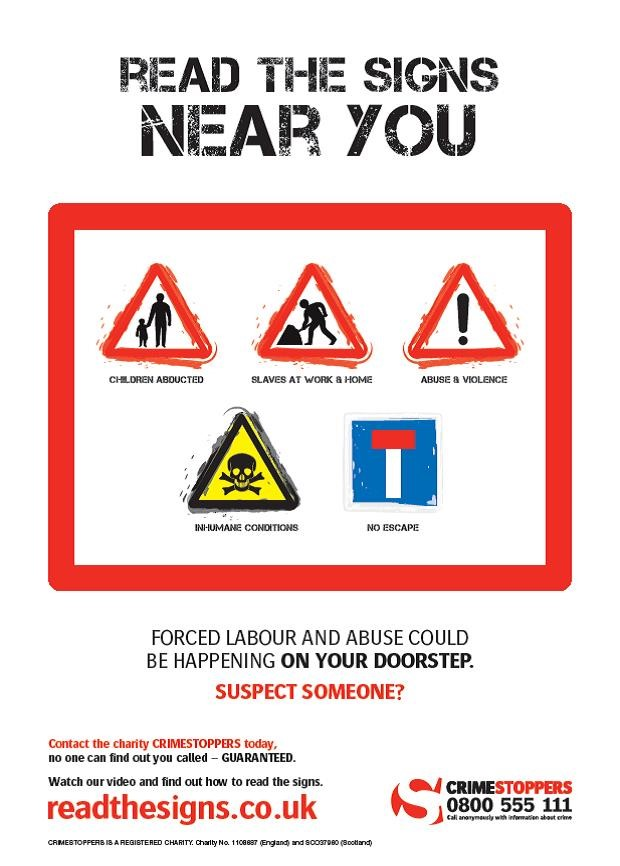 READ THE SIGNS
NEAR YOU
CHILDREN ABDUCTED
SLAVES AT WORK & HOME
ABUSE & VIOLENCE
INHUMANE CONDITIONS
NO ESCAPE
FORCED LABOUR AND ABUSE COULD
BE HAPPENING ON YOUR DOORSTEP.
SUSPECT SOMEONE?
Contact the charity CRIMESTOPPERS today,
no one can find out you called – GUARANTEED.
Watch our video and find out how to read the signs.
readthesigns.co.uk
CRIMESTOPPERS
0800 555 111
Call anonymously with information about crime
CRIMESTOPPERS IS A REGISTERED CHARITY. Charity No. 1108687 (England) and SCO37960 (Scotland)